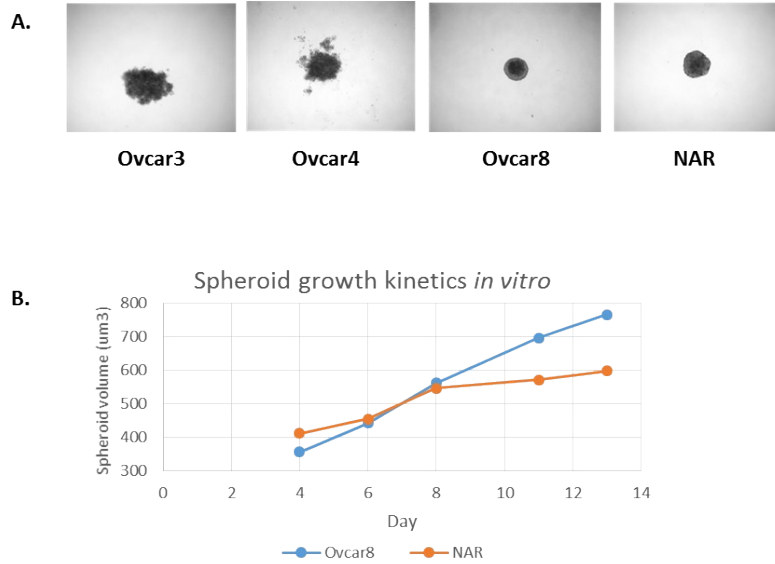 A.
Ovcar3 Ovcar4 Ovcar8 NAR
B.
Spheroid growth kinetics in vitro
Spheroid volume (um3)
800
700
600
500
400
300
0 2 4 6 8 10 12 14
Day
Ovcar8 NAR